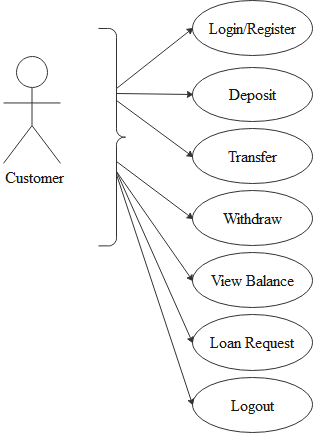 Login/Register
Deposit
Transfer
Customer
Withdraw
View Balance
Loan Request
Logout